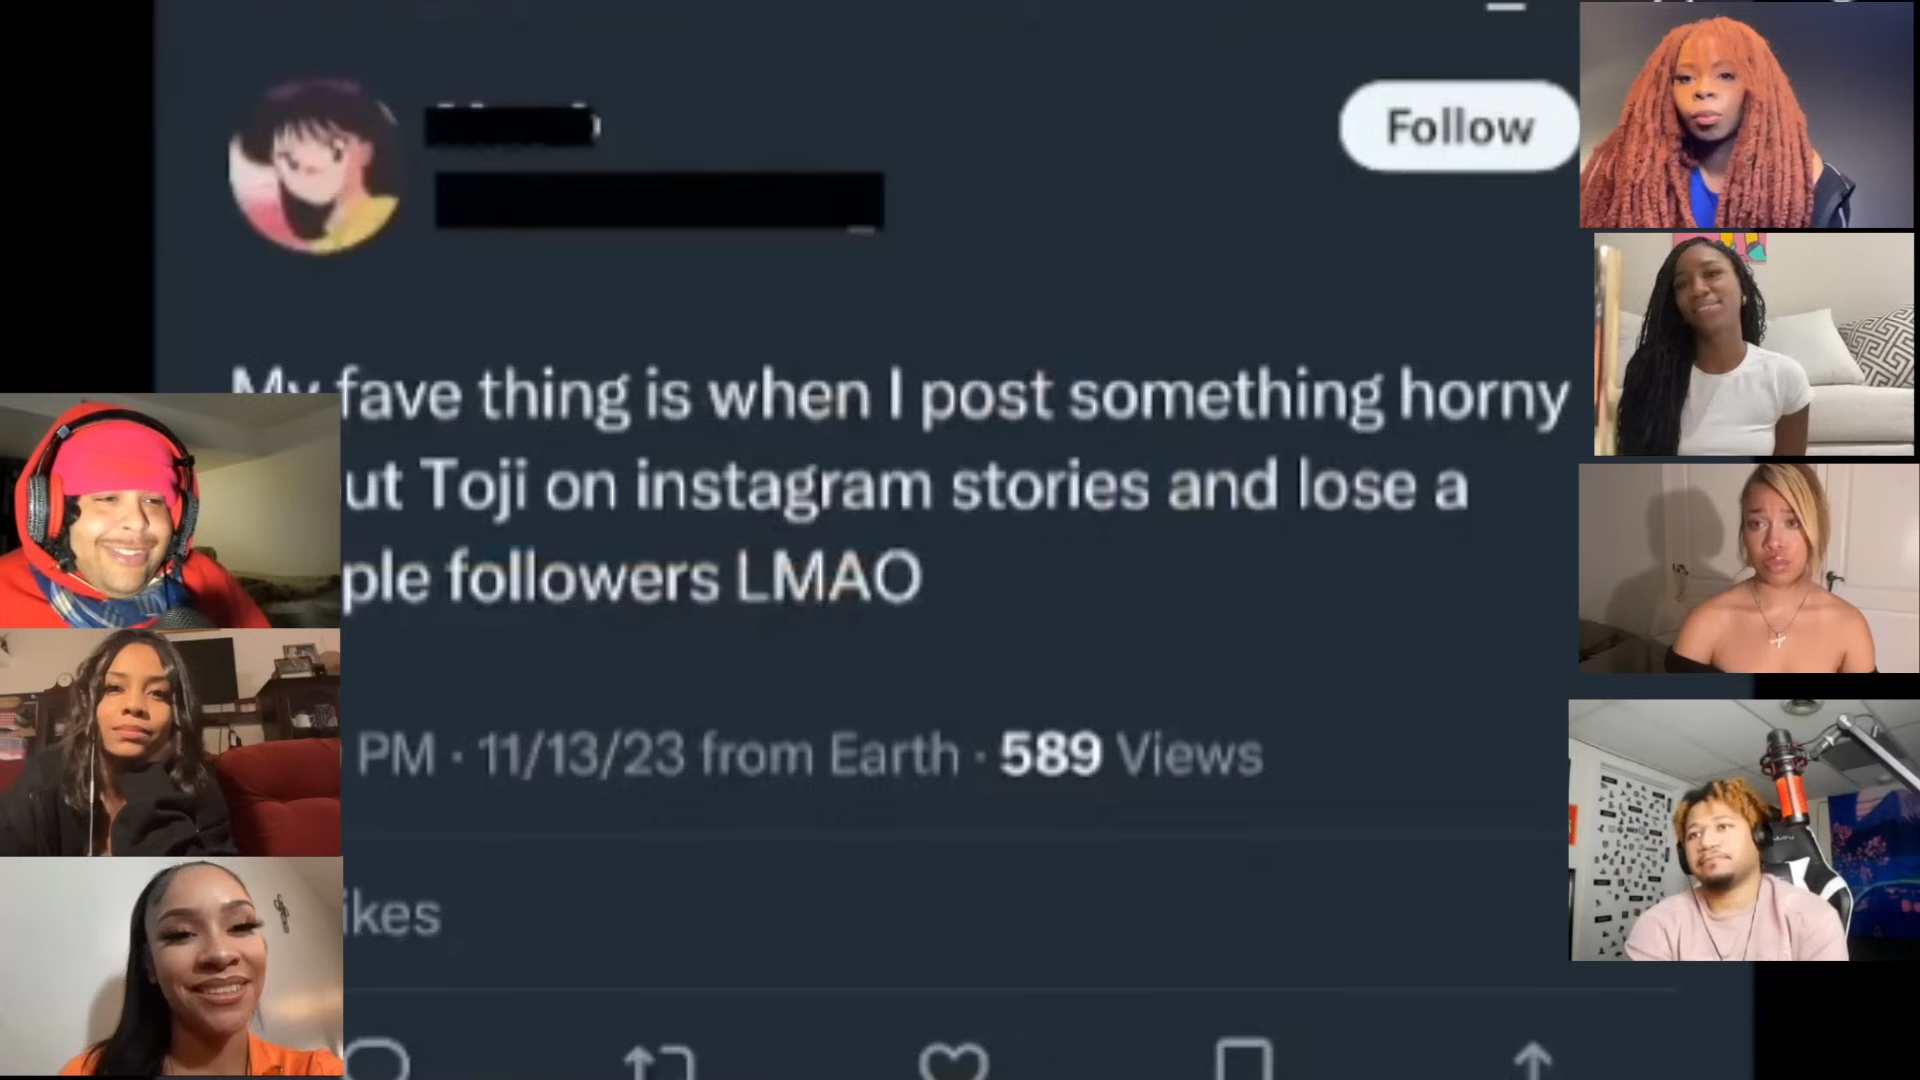 Follow
My fave thing is when I post something horny
ut Toji on instagram stories and lose a
ple followers LMAO
PM · 11/13/23 from Earth · 589 Views
ikes